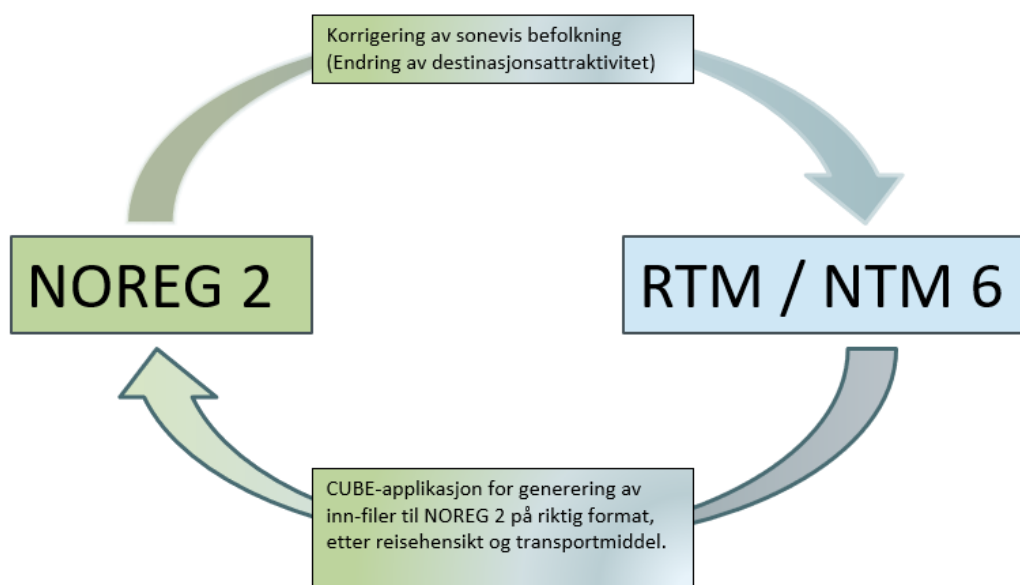 Korrigering av sonevis befolkning
(Endring av destinasjonsattraktivitet)
NOREG 2
RTM / NTM 6
CUBE-applikasjon for generering av
inn-filer til NOREG 2 på riktig format,
etter reisehensikt og transportmiddel.